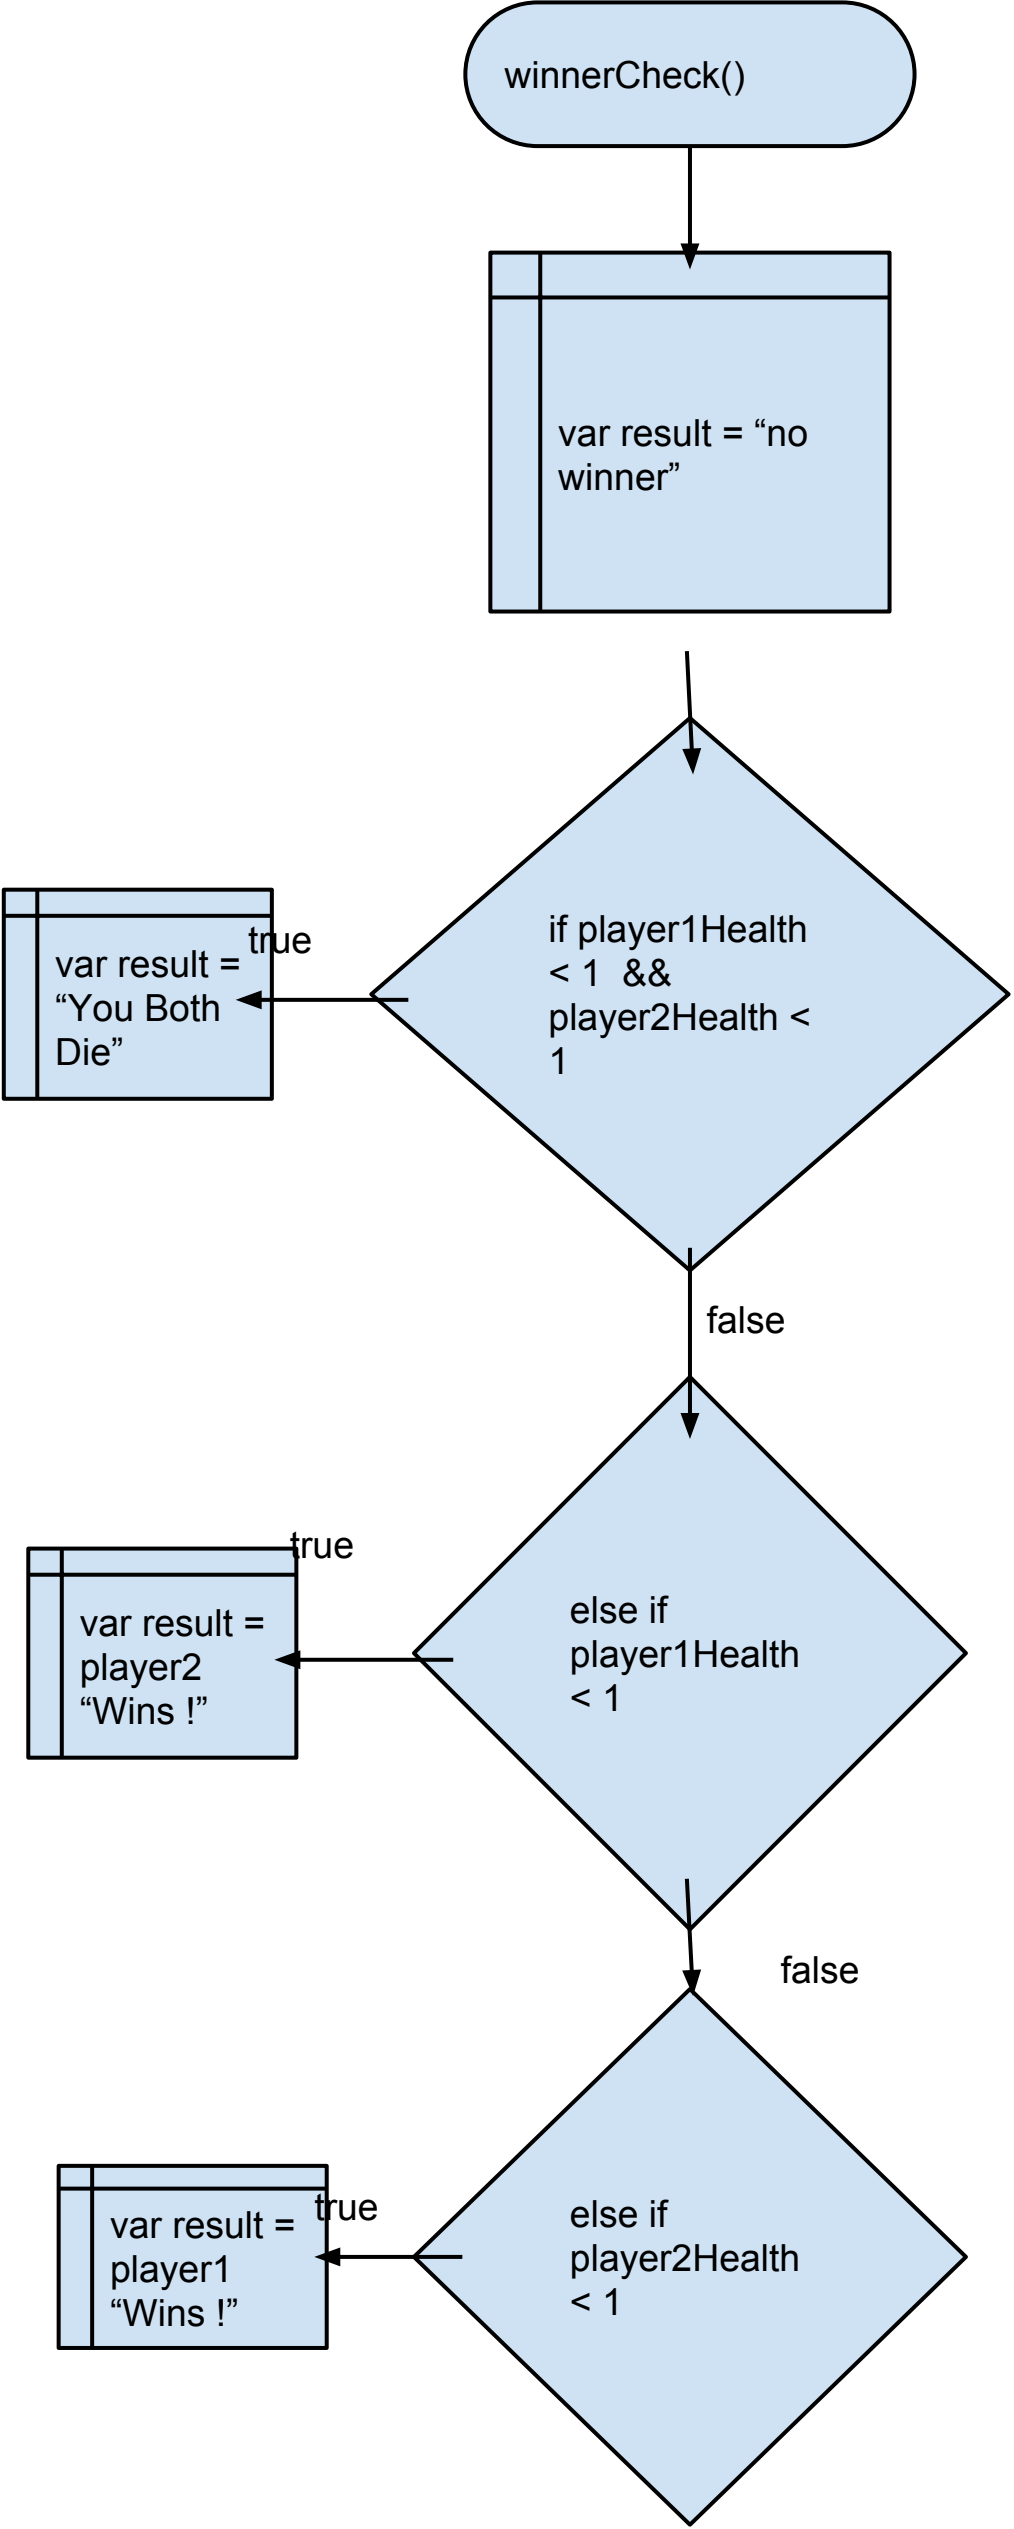 winnerCheck()
var result = “no
winner”
if player1Health
< 1  &&
player2Health <
1
true
var result =
“You Both
Die”
false
else if
player1Health
< 1
true
var result =
player2
“Wins !”
false
else if
player2Health
< 1
true
var result =
player1
“Wins !”